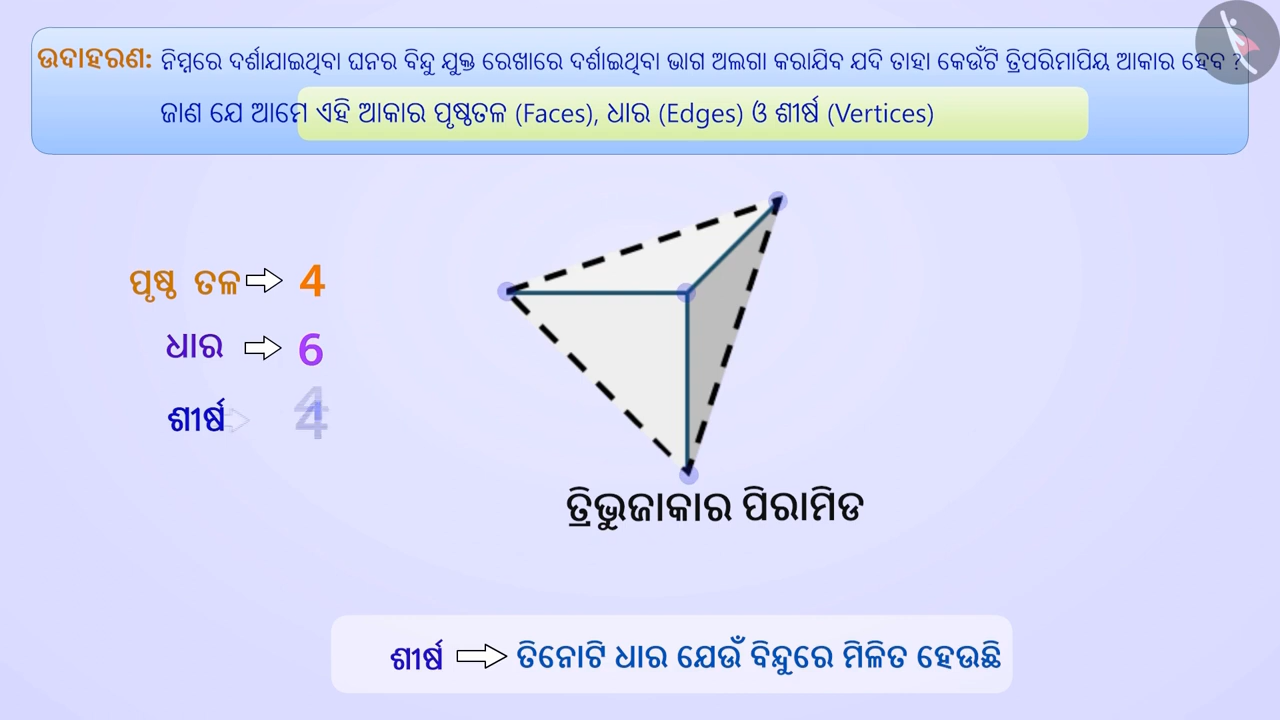 ଉଦାହରଣ: ନିମ୍ନରେ ଦର୍ଶାଯାଇଥିବା ଘନର ବିନ୍ଦୁ ଯୁକ୍ତ ରେଖାରେ ଦର୍ଶାଇଥିବା ଭାଗ ଅଲଗା କରାଯିବ ଯଦି ତାହା କେଉଁଟି ତ୍ରିପରିମାପିୟ ଆକାର ହେବ ?
ଜାଣ ଯେ ଆମେ ଏହି ଆକାର ପୃଷ୍ଠତଳ (Faces), ଧାର (Edges) ଓ ଶୀର୍ଷ (Vertices)
ପୃଷ୍ଠ ତଳ ⇨ 4
ଧାର ⇨ 6
ଶୀର୍ଷ ⇨ 4
ତ୍ରିଭୁଜାକାର ପିରାମିଡ
ଶୀର୍ଷ ⇨ ତିନୋଟି ଧାର ଯେଉଁ ବିନ୍ଦୁରେ ମିଳିତ ହେଉଛି